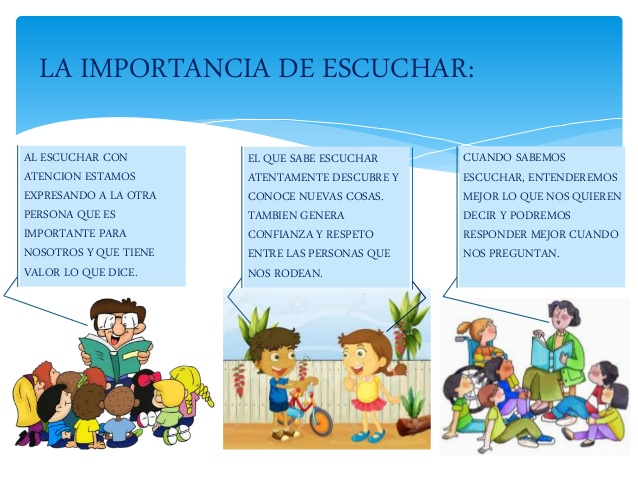 LA IMPORTANCIA DE ESCUCHAR:
AL ESCUCHAR CON
ATENCION ESTAMOS
EXPRESANDO A LA OTRA
PERSONA QUE ES
IMPORTANTE PARA
NOSOTROS Y QUE TIENE
VALOR LO QUE DICE.
EL QUE SABE ESCUCHAR
ATENTAMENTE DESCUBRE Y
CONOCE NUEVAS COSAS.
TAMBIEN GENERA
CONFIANZA Y RESPETO
ENTRE LAS PERSONAS QUE
NOS RODEAN.
CUANDO SABEMOS
ESCUCHAR, ENTENDEREMOS
MEJOR LO QUE NOS QUIEREN
DECIR Y PODREMOS
RESPONDER MEJOR CUANDO
NOS PREGUNTAN.